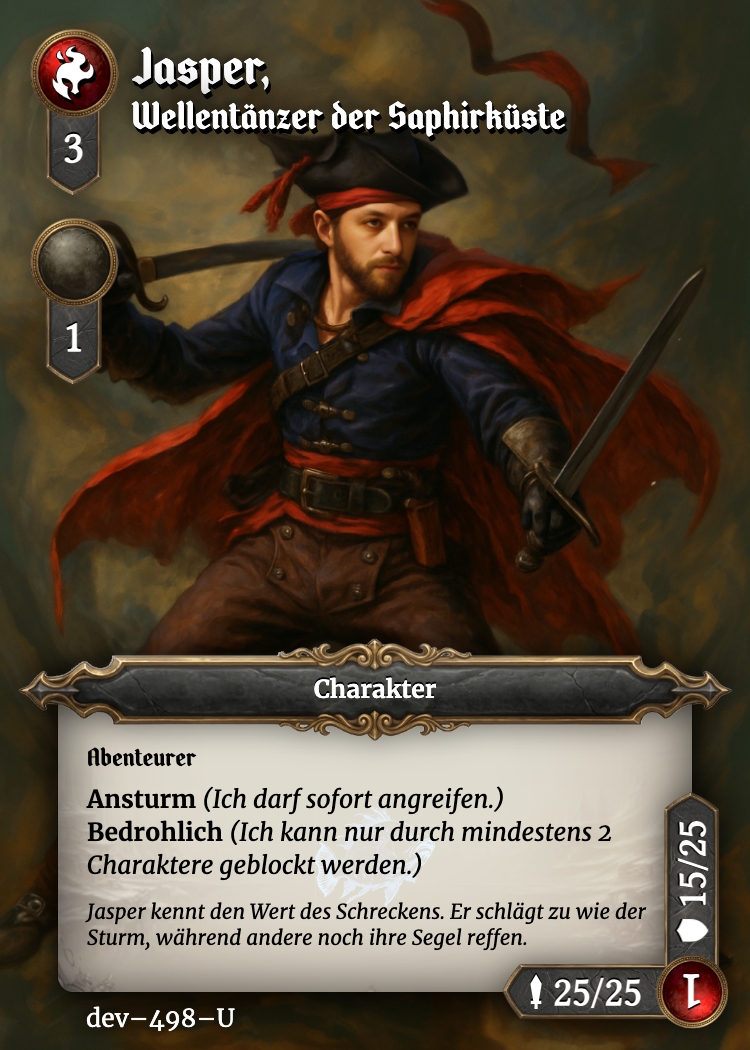 Jasper,
Wellentänzer der Saphirküste
3
1
Charakter
Abenteurer
Ansturm (Ich darf sofort angreifen.)
Bedrohlich (Ich kann nur durch mindestens 2
Charaktere geblockt werden.)
Jasper kennt den Wert des Schreckens. Er schlägt zu wie der
Sturm, während andere noch ihre Segel reffen.
15/25
25/25
1
dev–498–U